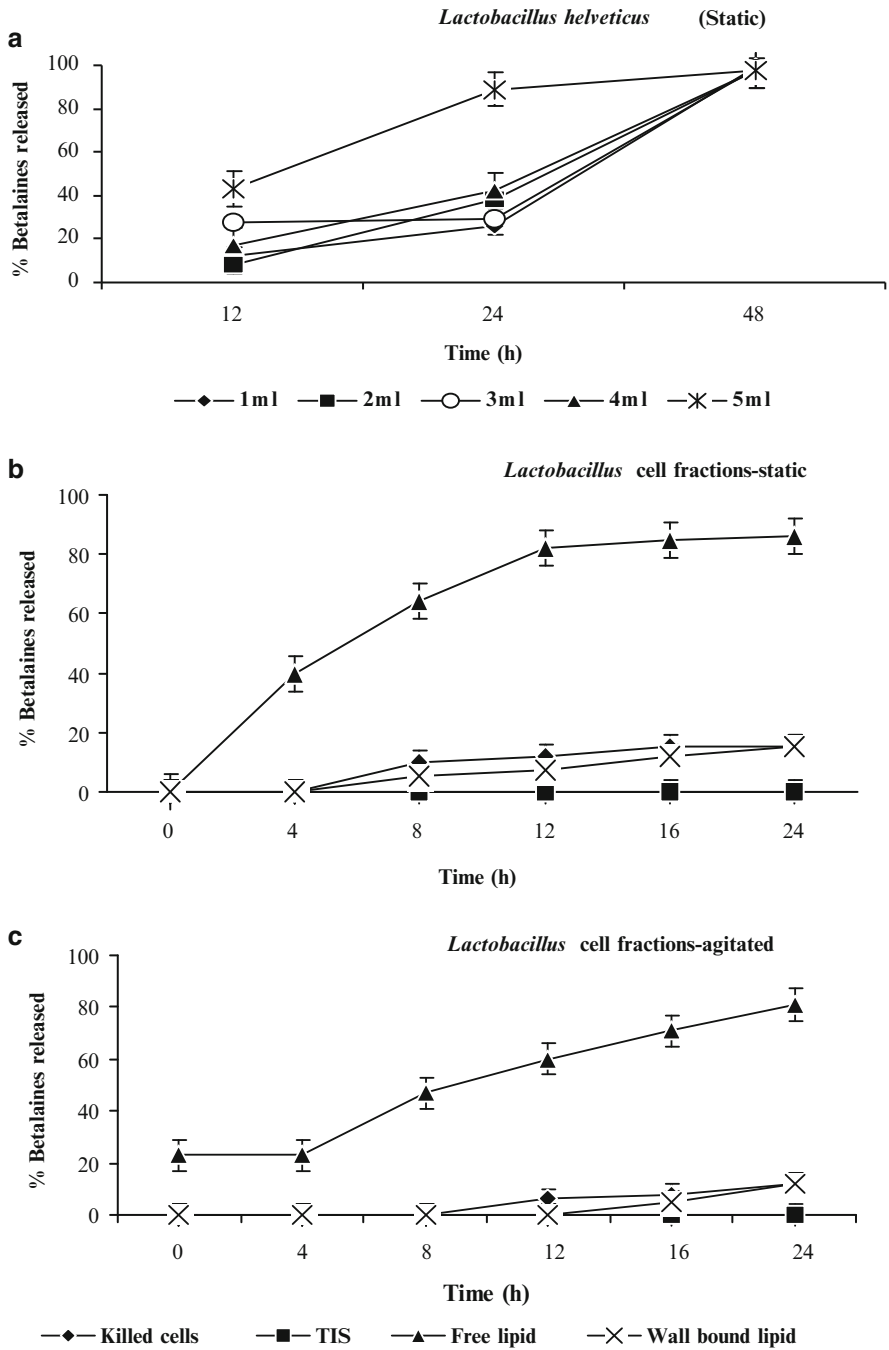 a
Lactobacillus helveticus (Static)
% Betalaines released
100
80
60
40
20
0
12 24 48
Time (h)
1ml 2ml 3ml 4ml 5ml
b
Lactobacillus cell fractions-static
% Betalaines released
100
80
60
40
20
0
0 4 8 12 16 24
Time (h)
c
Lactobacillus cell fractions-agitated
% Betalaines released
100
80
60
40
20
0
0 4 8 12 16 24
Time (h)
Killed cells TIS Free lipid Wall bound lipid